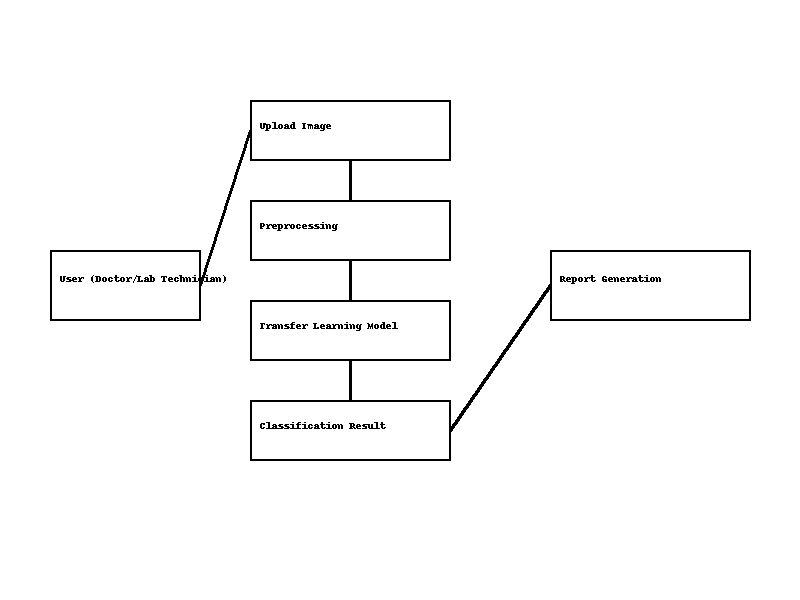 Upload Image
Preprocessing
User (Doctor/Lab Technician)
Report Generation
Transfer Learning Model
Classification Result